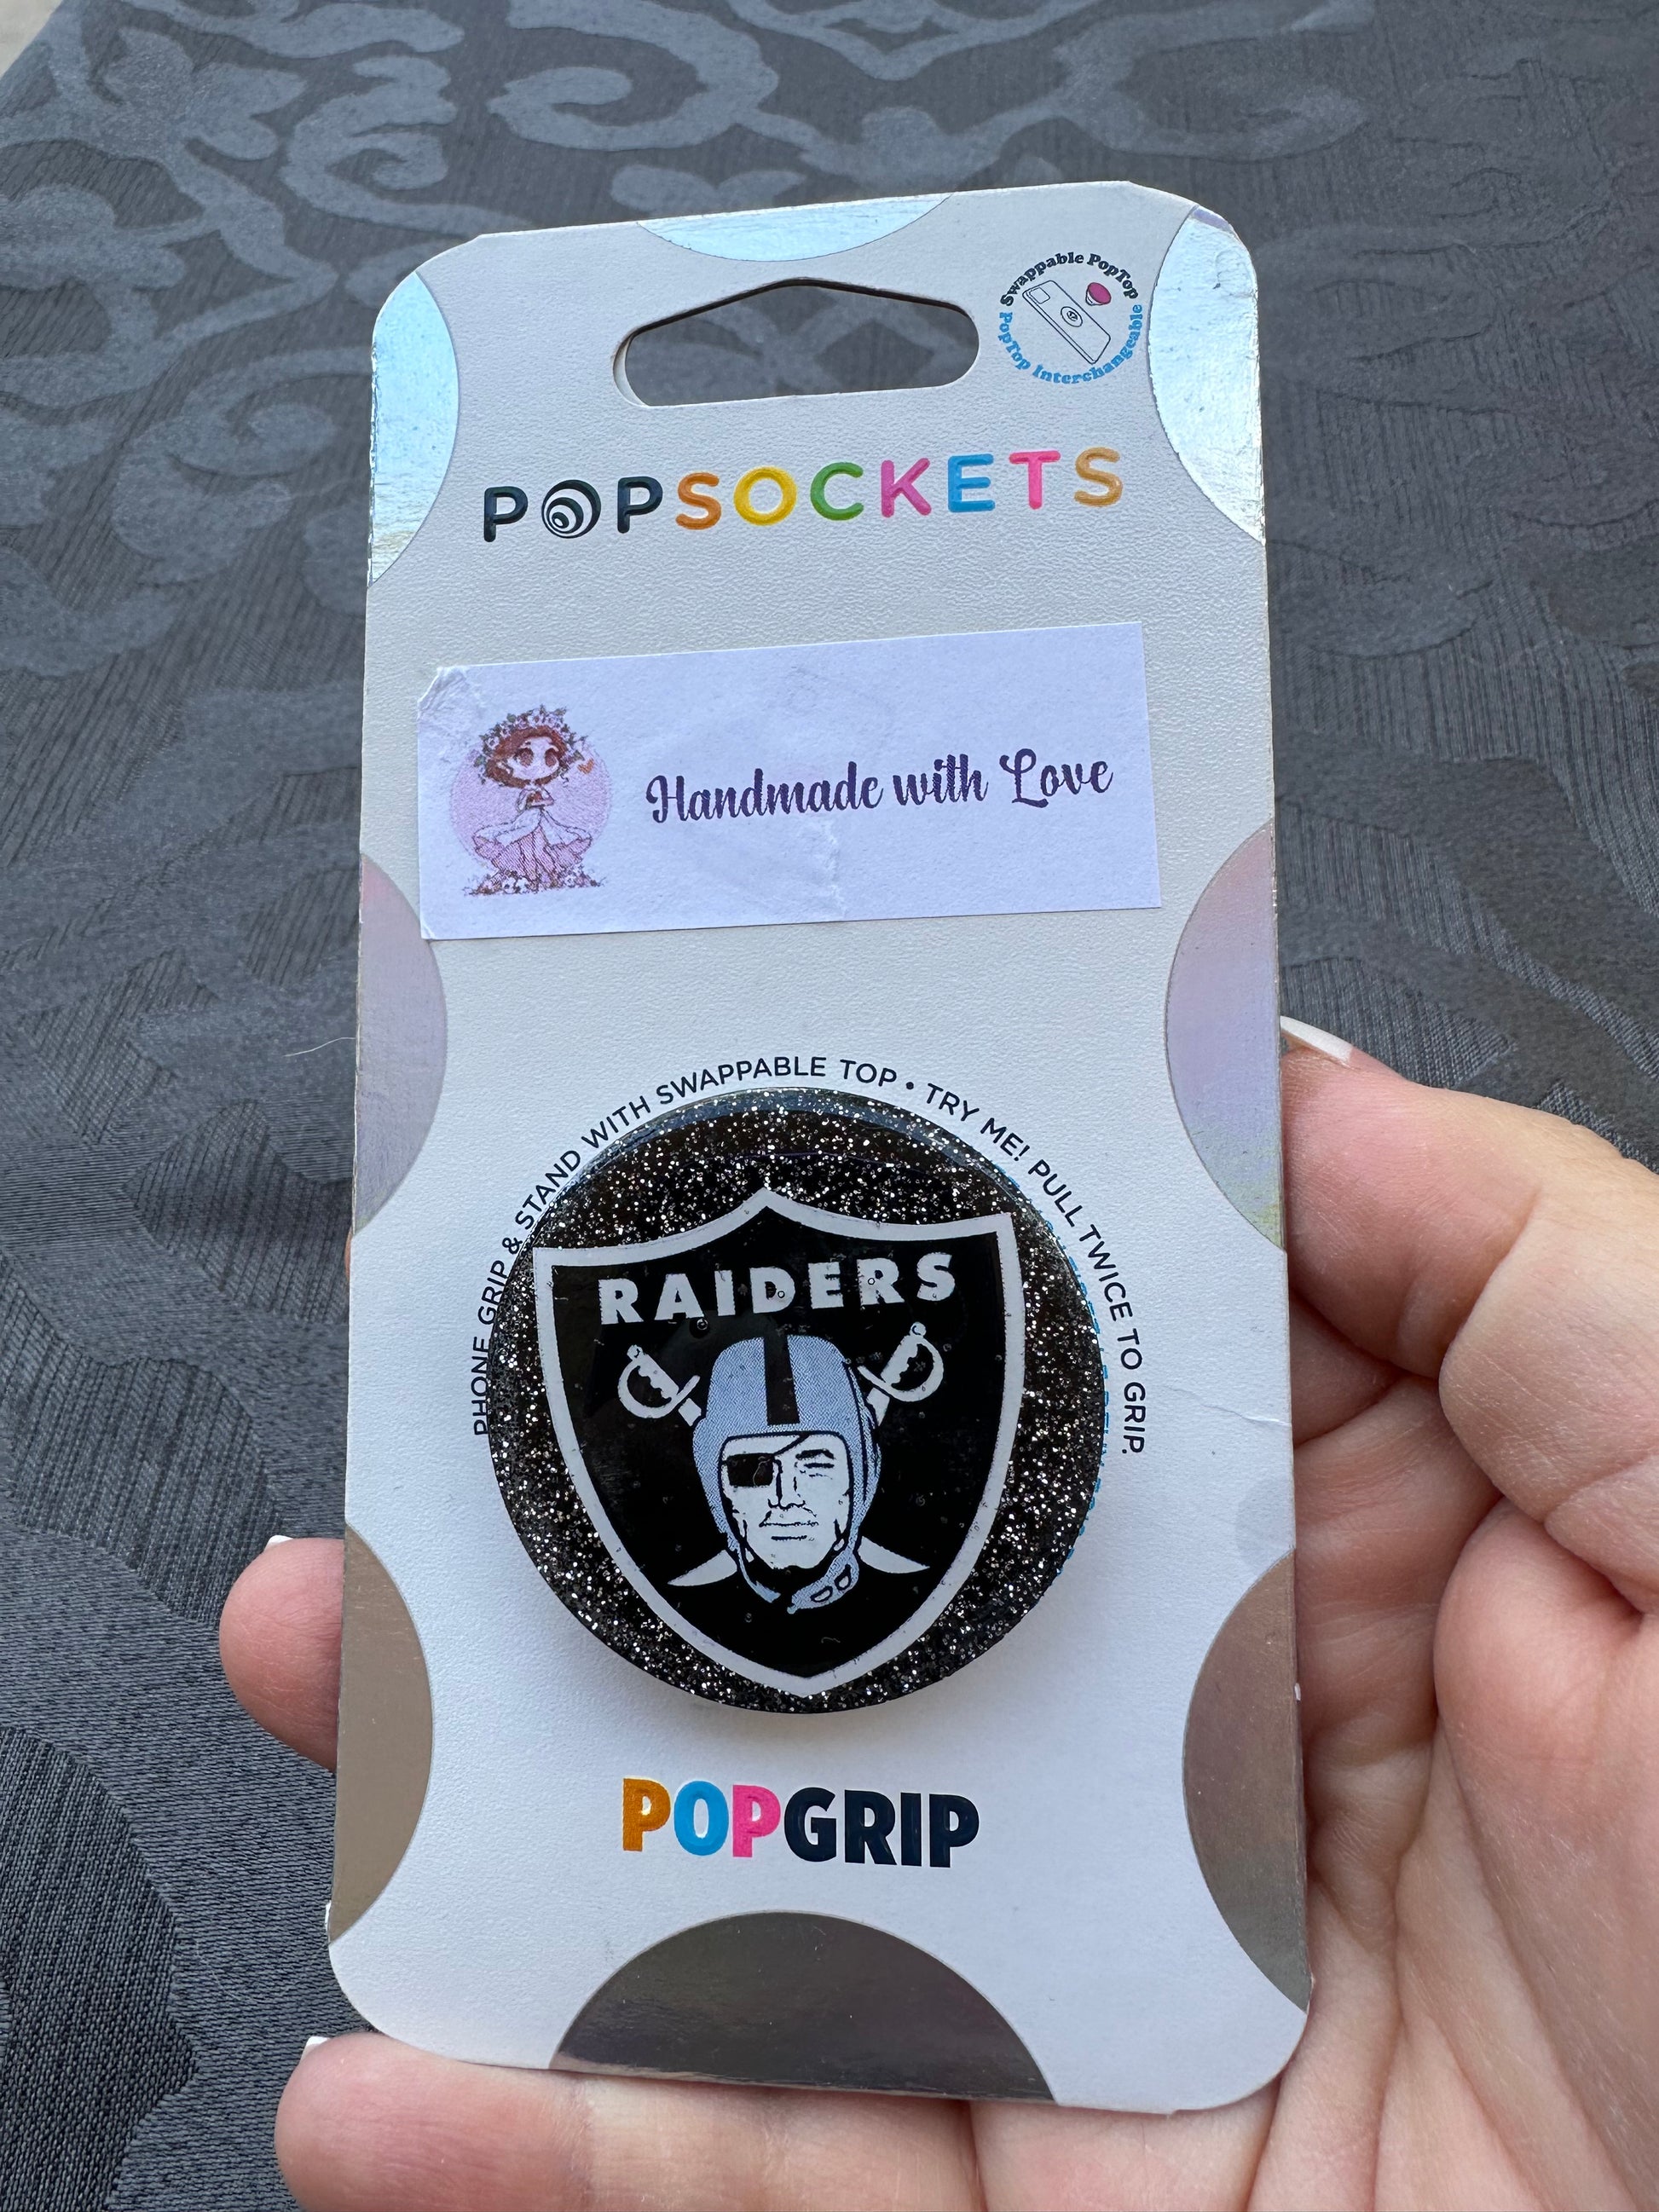 Swappable PopTop
PopTop Interchangeable
POPSOCKETS
Handmade with Love
PHONE GRIP & STAND WITH SWAPPABLE TOP • TRY ME! PULL TWICE TO GRIP.
RAIDERS
POPGRIP